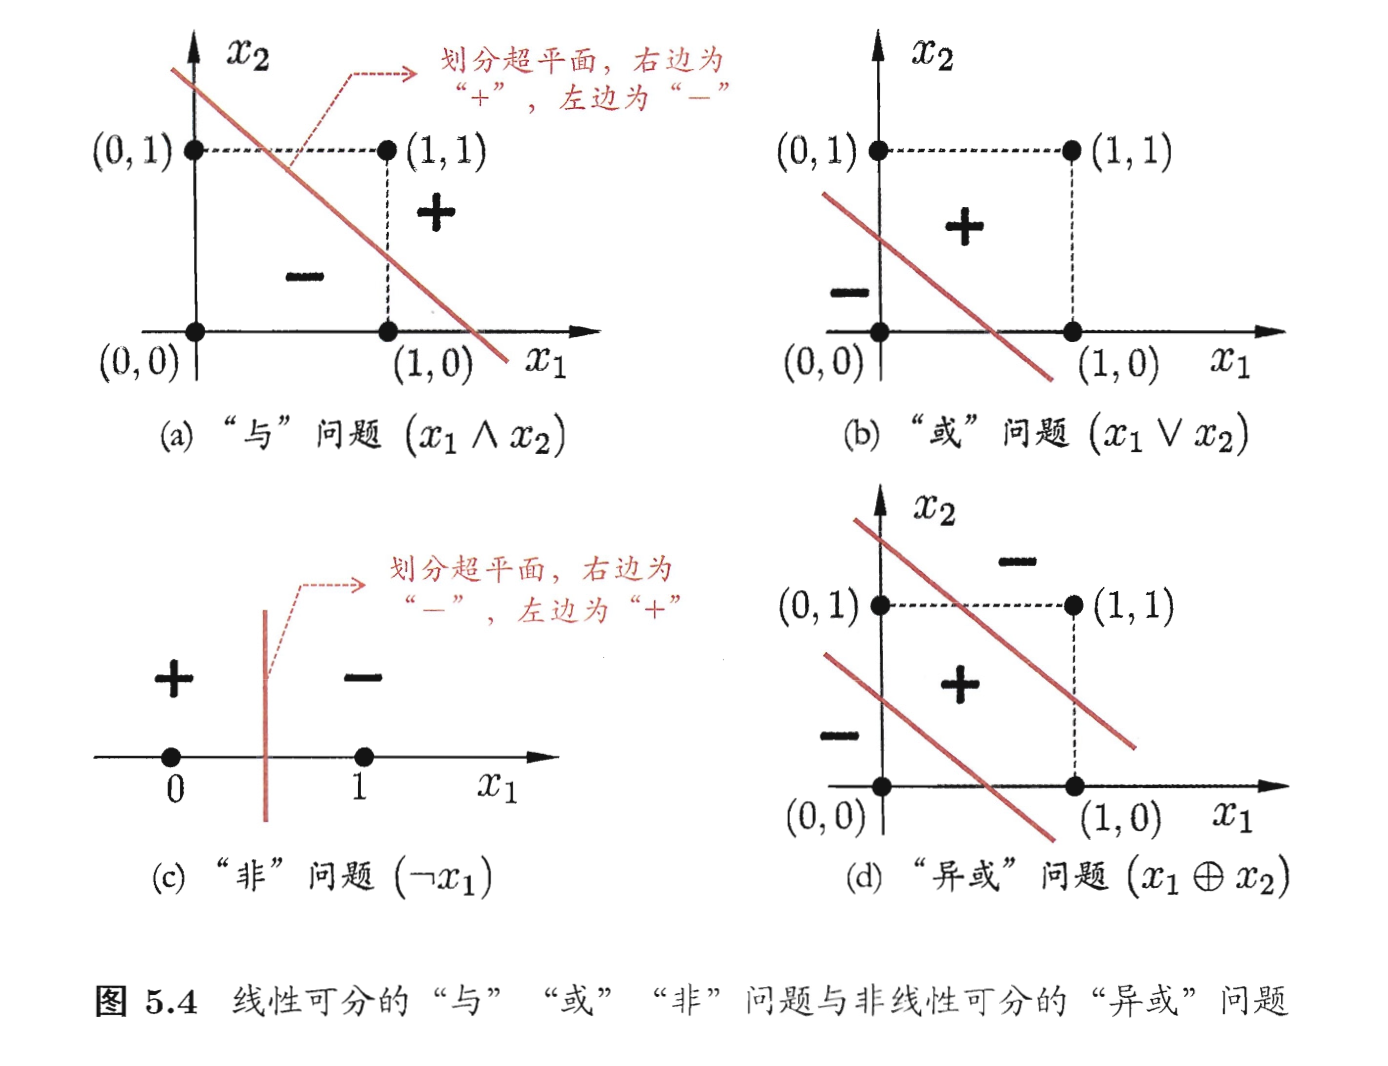 x₂
划分超平面，右边为
“+”，左边为“−”
(0, 1)
(1, 1)
+
−
(0, 0)
(1, 0)
x₁
(a) “与” 问题 (x₁ ∧ x₂)
x₂
(0, 1)
(1, 1)
+
−
(0, 0)
(1, 0)
x₁
(b) “或” 问题 (x₁ ∨ x₂)
划分超平面，右边为
“−”，左边为“+”
+
−
0
1
x₁
(c) “非” 问题 (¬x₁)
x₂
−
(0, 1)
(1, 1)
+
−
(0, 0)
(1, 0)
x₁
(d) “异或” 问题 (x₁ ⊕ x₂)
图 5.4 线性可分的 “与” “或” “非” 问题与非线性可分的 “异或” 问题